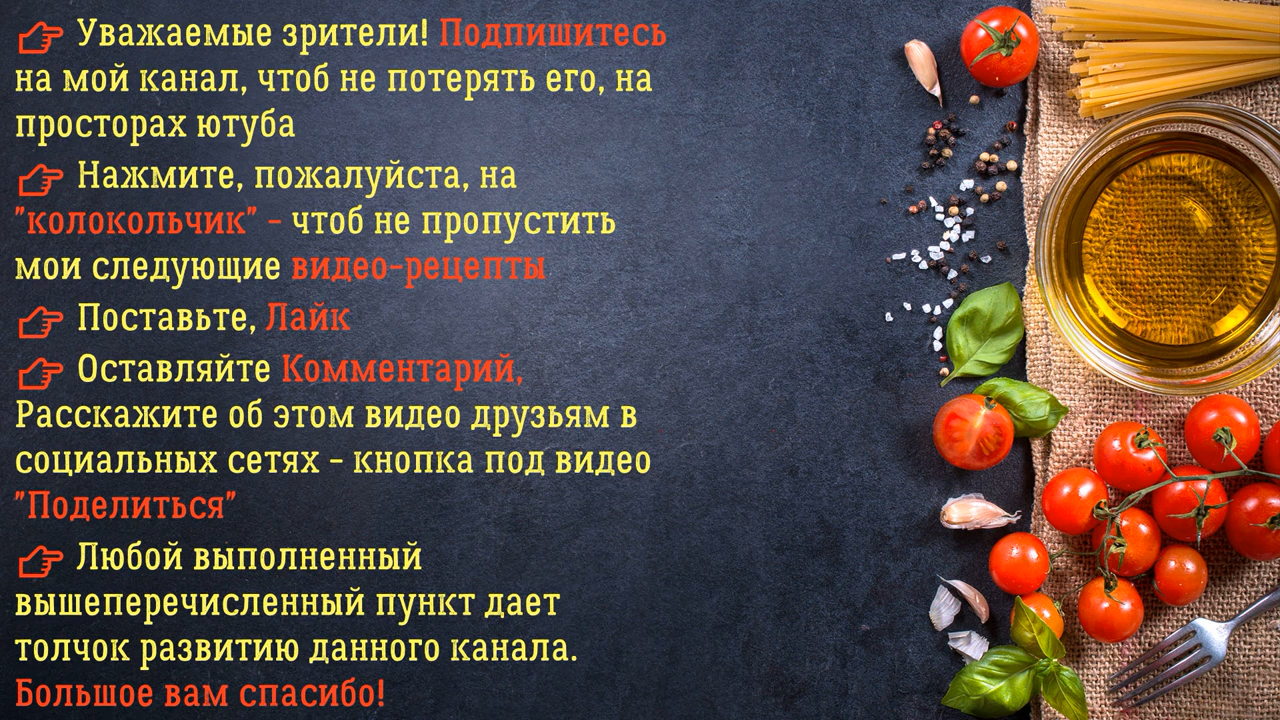 👉 Уважаемые зрители! Подпишитесь
на мой канал, чтоб не потерять его, на
просторах ютуба
👉 Нажмите, пожалуйста, на
"колокольчик" - чтоб не пропустить
мои следующие видео-рецепты
👉 Поставьте, Лайк
👉 Оставляйте Комментарий,
Расскажите об этом видео друзьям в
социальных сетях - кнопка под видео
"Поделиться"
👉 Любой выполненный
вышеперечисленный пункт дает
толчок развитию данного канала.
Большое вам спасибо!